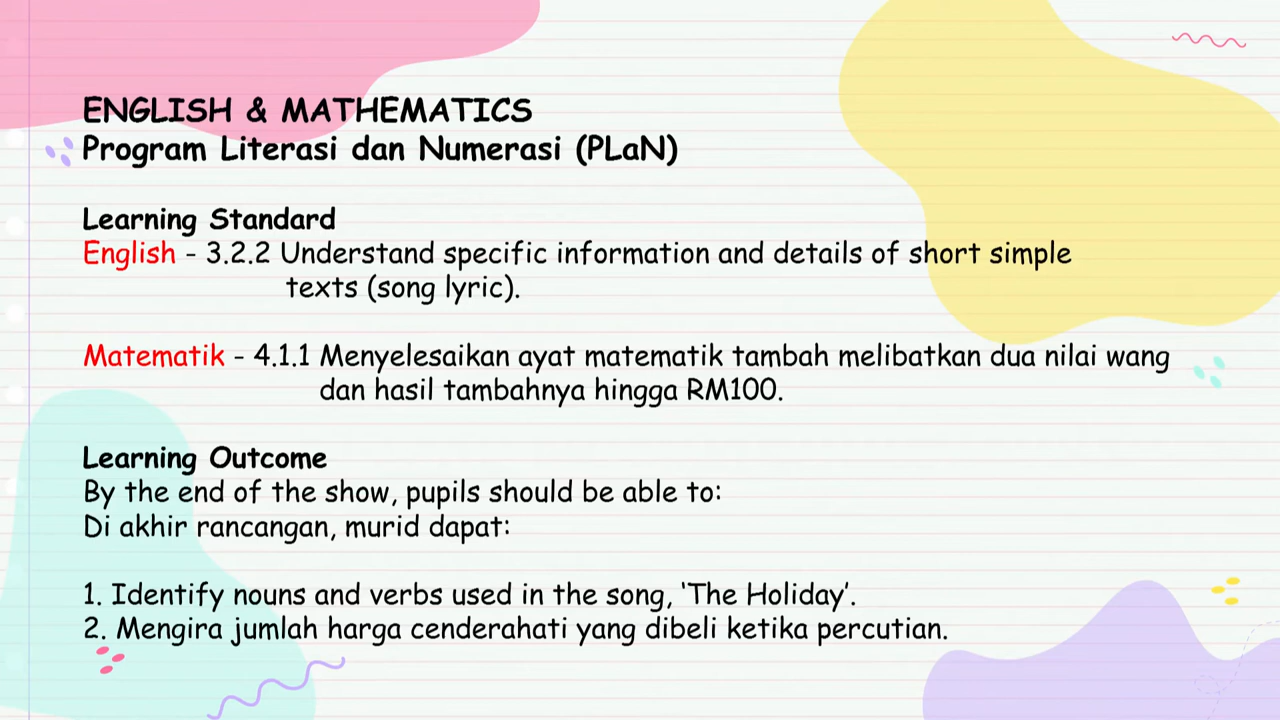 ENGLISH & MATHEMATICS
Program Literasi dan Numerasi (PLaN)
Learning Standard
English - 3.2.2 Understand specific information and details of short simple
texts (song lyric).
Matematik - 4.1.1 Menyelesaikan ayat matematik tambah melibatkan dua nilai wang
dan hasil tambahnya hingga RM100.
Learning Outcome
By the end of the show, pupils should be able to:
Di akhir rancangan, murid dapat:
1. Identify nouns and verbs used in the song, 'The Holiday'.
2. Mengira jumlah harga cenderahati yang dibeli ketika percutian.